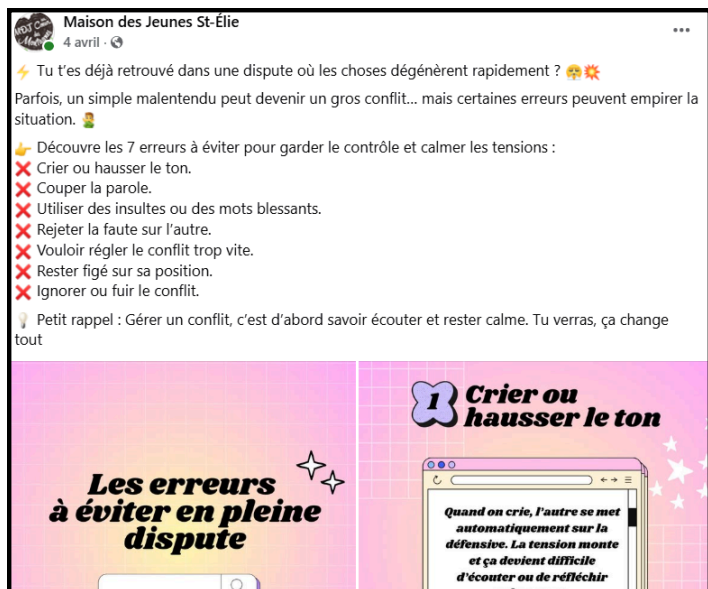 Maison des Jeunes St-Élie
4 avril
⚡ Tu t'es déjà retrouvé dans une dispute où les choses dégénèrent rapidement ? 😤💥
Parfois, un simple malentendu peut devenir un gros conflit... mais certaines erreurs peuvent empirer la
situation. 🤦‍♂️
👉 Découvre les 7 erreurs à éviter pour garder le contrôle et calmer les tensions :
❌ Crier ou hausser le ton.
❌ Couper la parole.
❌ Utiliser des insultes ou des mots blessants.
❌ Rejeter la faute sur l'autre.
❌ Vouloir régler le conflit trop vite.
❌ Rester figé sur sa position.
❌ Ignorer ou fuir le conflit.
💡 Petit rappel : Gérer un conflit, c'est d'abord savoir écouter et rester calme. Tu verras, ça change
tout
Les erreurs
à éviter en pleine
dispute
1 Crier ou
hausser le ton
Quand on crie, l'autre se met
automatiquement sur la
défensive. La tension monte
et ça devient difficile
d'écouter ou de réfléchir